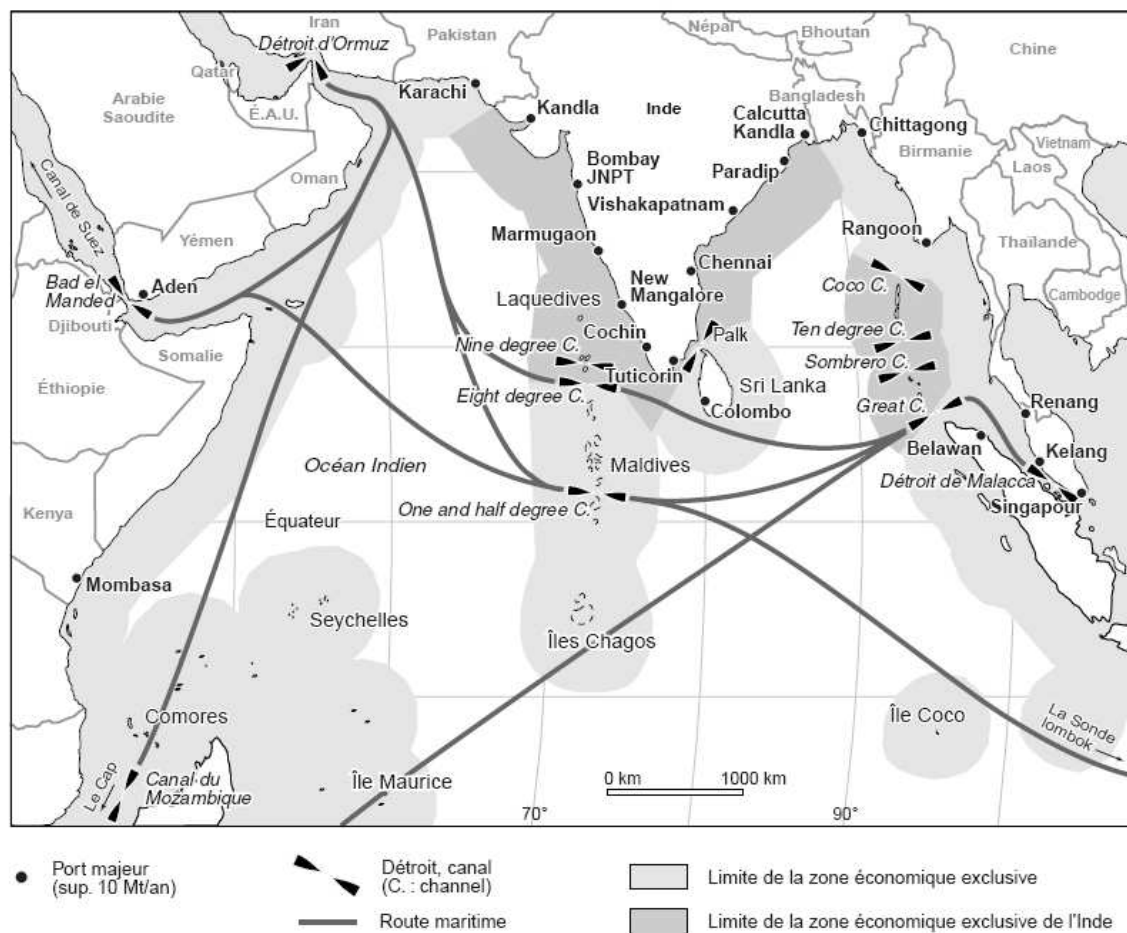 Iran
Détroit d'Ormuz
Pakistan
Népal
Bhoutan
Chine
Qatar
Arabie
Saoudite
É.A.U.
Karachi
Kandla
Inde
Bangladesh
Calcutta
Kandla
Chittagong
Birmanie
Vietnam
Laos
Canal de Suez
Oman
Bombay
JNPT
Paradip
Vishakapatnam
Yémen
Marmugaon
Rangoon
Thaïlande
Bad el
Manded
Aden
Chennai
New
Mangalore
Coco C.
Cambodge
Djibouti
Laquedives
Somalie
Cochin
Palk
Ten degree C.
Nine degree C.
Sombrero C.
Éthiopie
Tuticorin
Sri Lanka
Eight degree C.
Colombo
Great C.
Renang
Belawan
Kelang
Océan Indien
Maldives
Détroit de Malacca
One and half degree C.
Singapour
Kenya
Équateur
Mombasa
Seychelles
Îles Chagos
Comores
Île Coco
La Sonde
lombok
Le Cap
Canal du
Mozambique
Île Maurice
0 km
1000 km
70°
90°
Port majeur
(sup. 10 Mt/an)
Détroit, canal
(C. : channel)
Route maritime
Limite de la zone économique exclusive
Limite de la zone économique exclusive de l'Inde